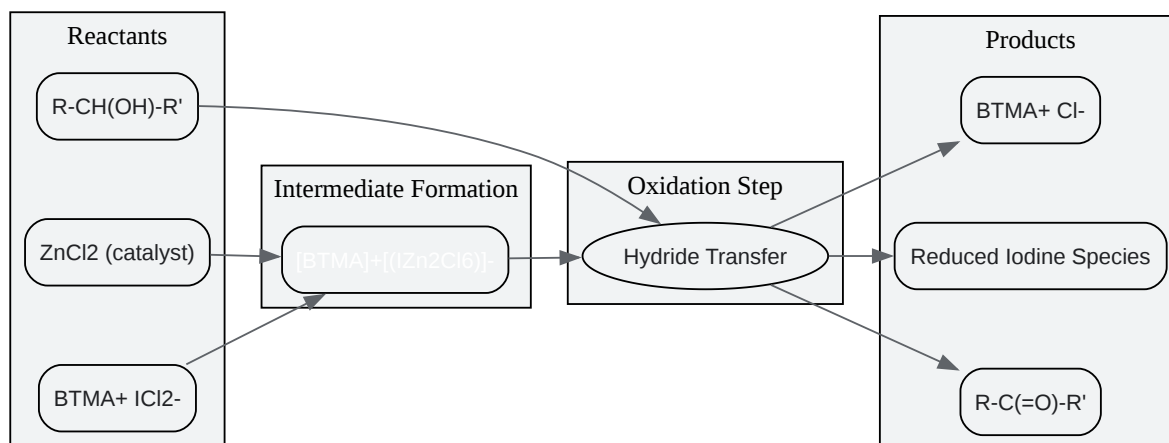 Reactants
R-CH(OH)-R'
ZnCl2 (catalyst)
BTMA+ ICl2-
Intermediate Formation
[BTMA]+[(IZn2Cl6)]-
Oxidation Step
Hydride Transfer
Products
BTMA+ Cl-
Reduced Iodine Species
R-C(=O)-R'